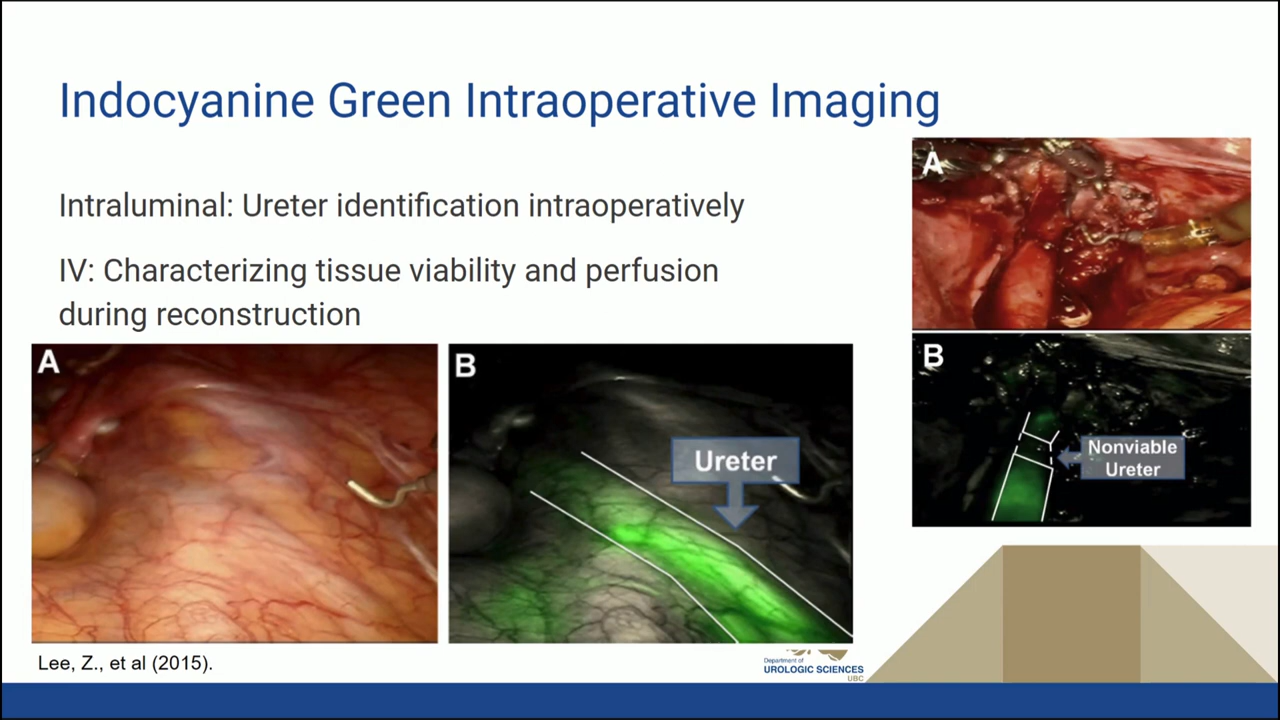 Indocyanine Green Intraoperative Imaging
Intraluminal: Ureter identification intraoperatively
IV: Characterizing tissue viability and perfusion
during reconstruction
A
B
Ureter
A
B
Nonviable
Ureter
Lee, Z., et al (2015).
Department of
UROLOGIC SCIENCES
UBC